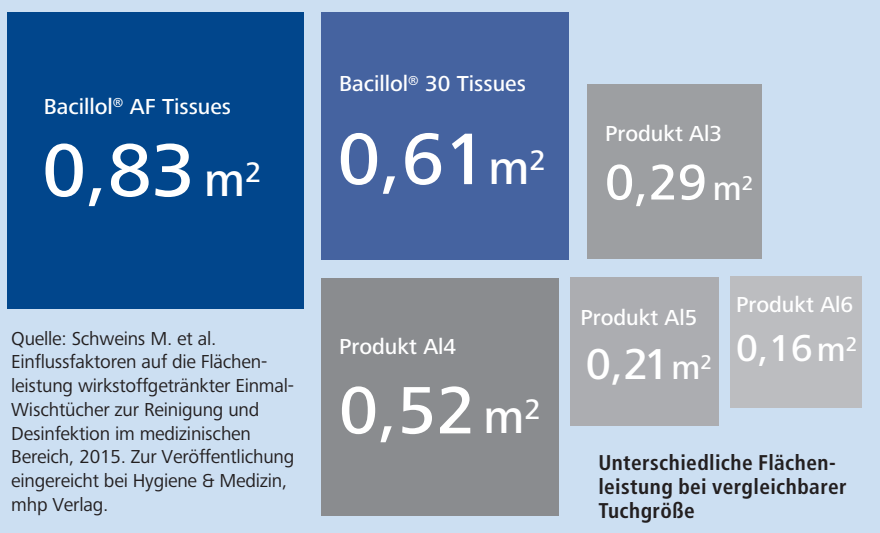 Bacillol® AF Tissues
0,83 m²
Bacillol® 30 Tissues
0,61 m²
Produkt Al3
0,29 m²
Produkt Al4
0,52 m²
Produkt Al5
0,21 m²
Produkt Al6
0,16 m²
Quelle: Schweins M. et al.
Einflussfaktoren auf die Flächen-
leistung wirkstoffgetränkter Einmal-
Wischtücher zur Reinigung und
Desinfektion im medizinischen
Bereich, 2015. Zur Veröffentlichung
eingereicht bei Hygiene & Medizin,
mhp Verlag.
Unterschiedliche Flächen-
leistung bei vergleichbarer
Tuchgröße